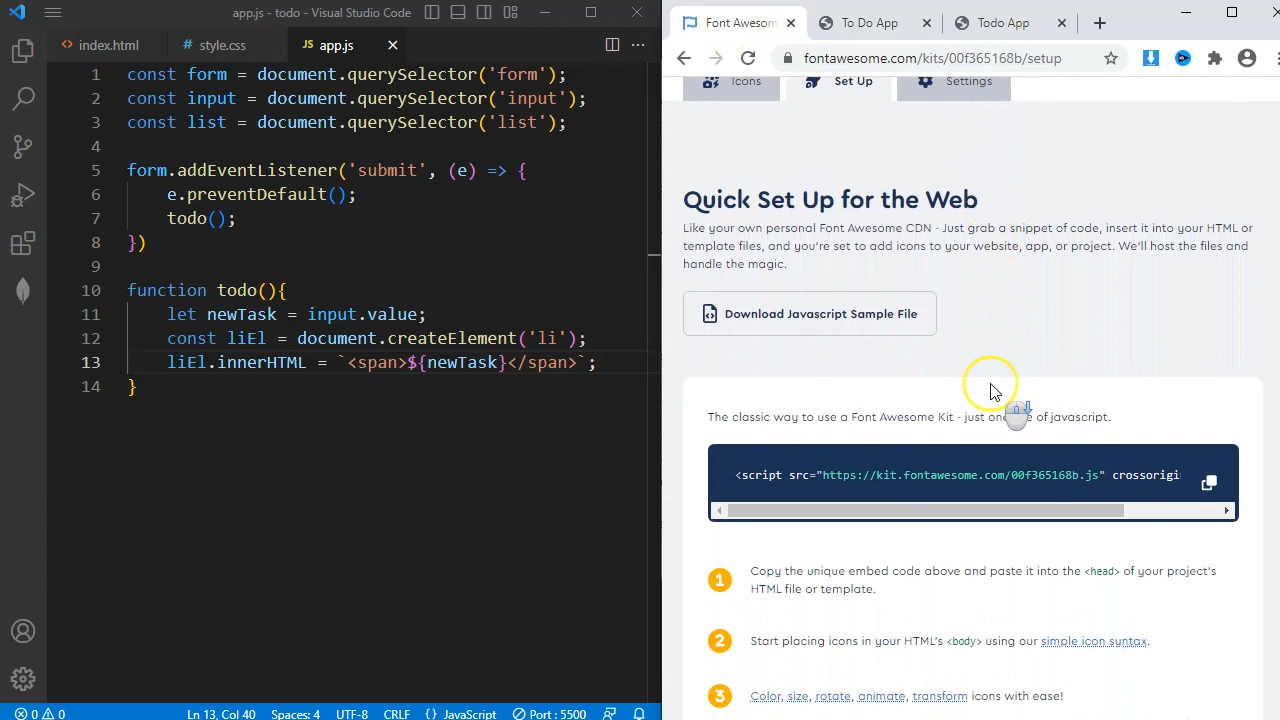 app.js - todo - Visual Studio Code
index.html
# style.css
JS app.js
1 const form = document.querySelector('form');
2 const input = document.querySelector('input');
3 const list = document.querySelector('list');
4
5 form.addEventListener('submit', (e) => {
6 e.preventDefault();
7 todo();
8 })
9
10 function todo(){
11 let newTask = input.value;
12 const liEl = document.createElement('li');
13 liEl.innerHTML = `<span>${newTask}</span>`;
14 }
0 0
Ln 13, Col 40
Spaces: 4
UTF-8
CRLF
{} JavaScript
Port : 5500
Font Awesom
To Do App
Todo App
fontawesome.com/kits/00f365168b/setup
Icons
Set Up
Settings
Quick Set Up for the Web
Like your own personal Font Awesome CDN - Just grab a snippet of code, insert it into your HTML or
template files, and you're set to add icons to your website, app, or project. We'll host the files and
handle the magic.
Download Javascript Sample File
The classic way to use a Font Awesome Kit - just one of javascript.
<script src="https://kit.fontawesome.com/00f365168b.js" crossorigi
1 Copy the unique embed code above and paste it into the <head> of your project's
HTML file or template.
2 Start placing icons in your HTML's <body> using our simple icon syntax.
3 Color, size, rotate, animate, transform icons with ease!